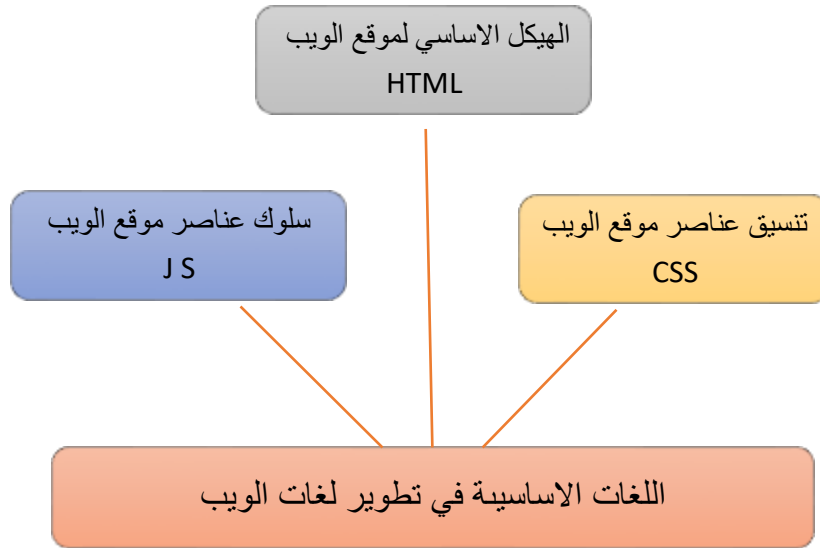 الهيكل الاساسي لموقع الويب
HTML
تنسيق عناصر موقع الويب
CSS
سلوك عناصر موقع الويب
J S
اللغات الاساسيىة في تطوير لغات الويب